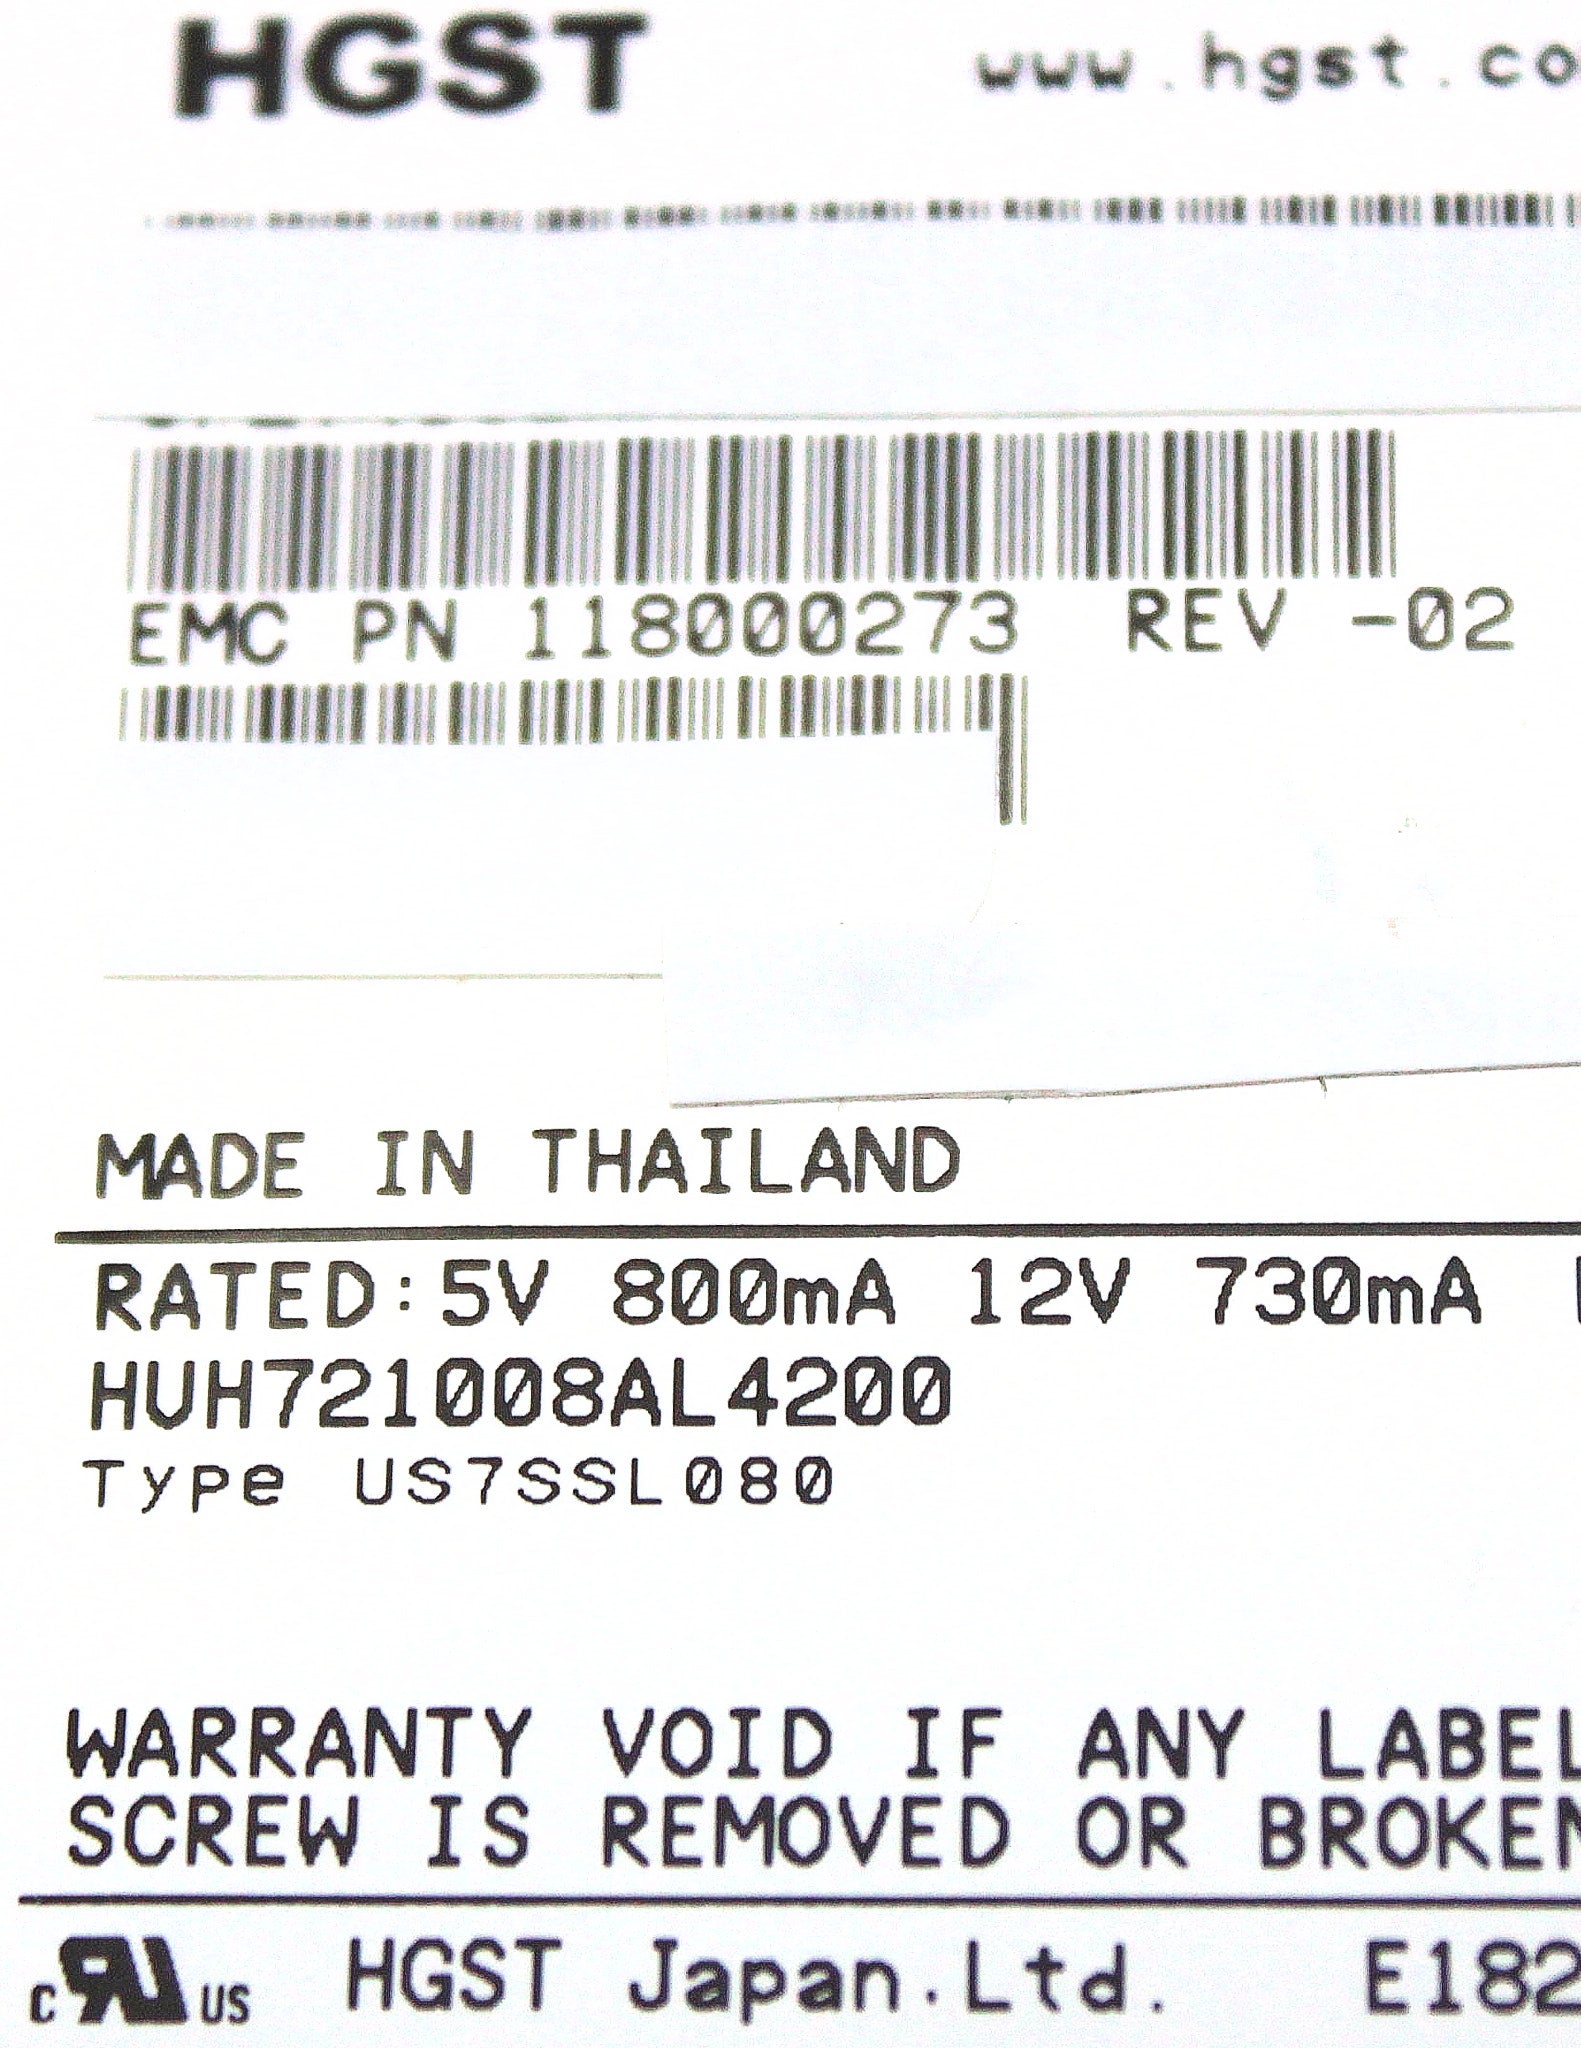 HGST www.hgst.co
EMC PN 118000273 REV -02
MADE IN THAILAND
RATED:5V 800mA 12V 730mA
HUH721008AL4200
Type US7SSL080
WARRANTY VOID IF ANY LABEL
SCREW IS REMOVED OR BROKEN
c RU US HGST Japan.Ltd. E182